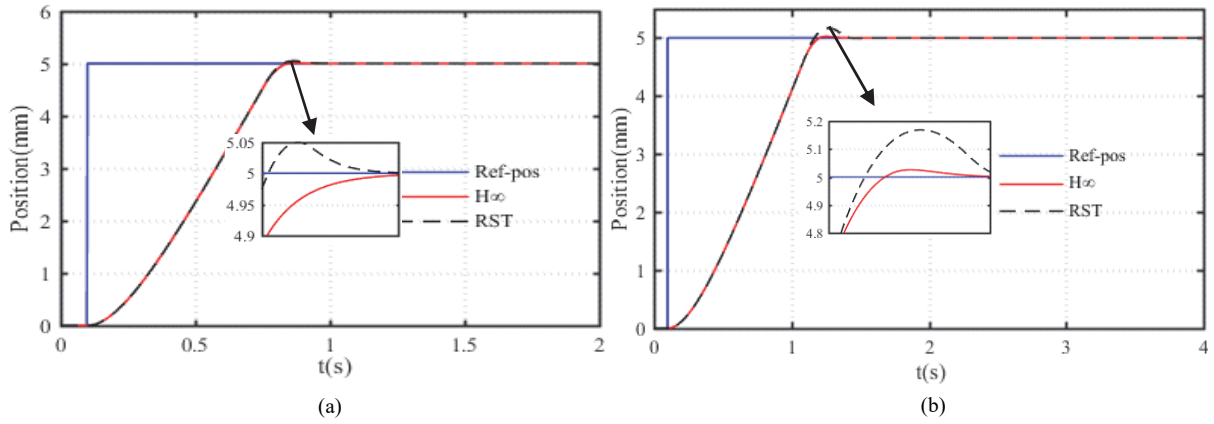 6
5
4
3
2
1
0
Position(mm)
5.05
5
4.95
4.9
Ref-pos
H∞
RST
0 0.5 1 1.5 2
t(s)
(a)
5
4
3
2
1
0
Position(mm)
5.2
5.1
5
4.9
4.8
Ref-pos
H∞
RST
0 1 2 3 4
t(s)
(b)